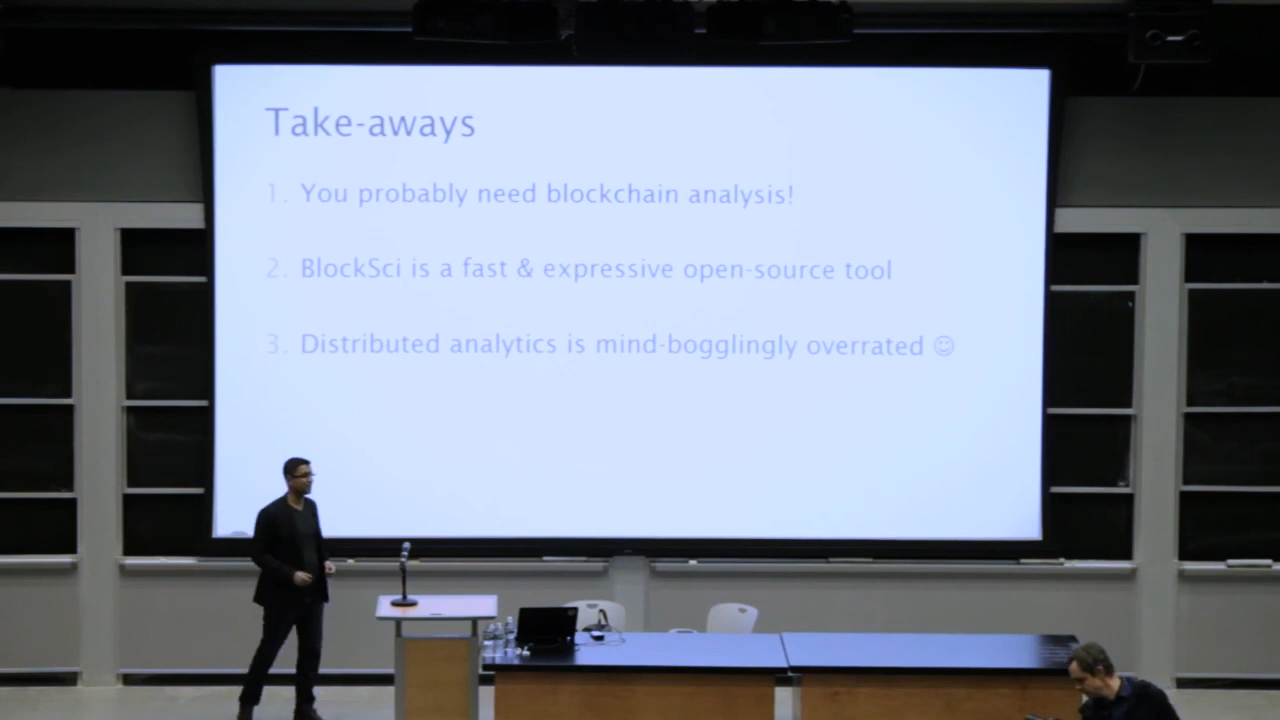 Take-aways
1. You probably need blockchain analysis!
2. BlockSci is a fast & expressive open-source tool
3. Distributed analytics is mind-bogglingly overrated ☺